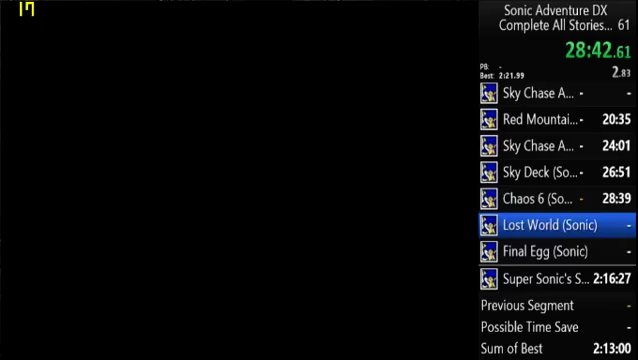 17
Sonic Adventure DX
Complete All Stories... 61
28:42.61
PB: -
Best: 2:21.99
2.83
Sky Chase A... - -
Red Mountai... - 20:35
Sky Chase A... - 24:01
Sky Deck (So... - 26:51
Chaos 6 (So... - 28:39
Lost World (Sonic) -
Final Egg (Sonic) -
Super Sonic's S... 2:16:27
Previous Segment -
Possible Time Save -
Sum of Best 2:13:00